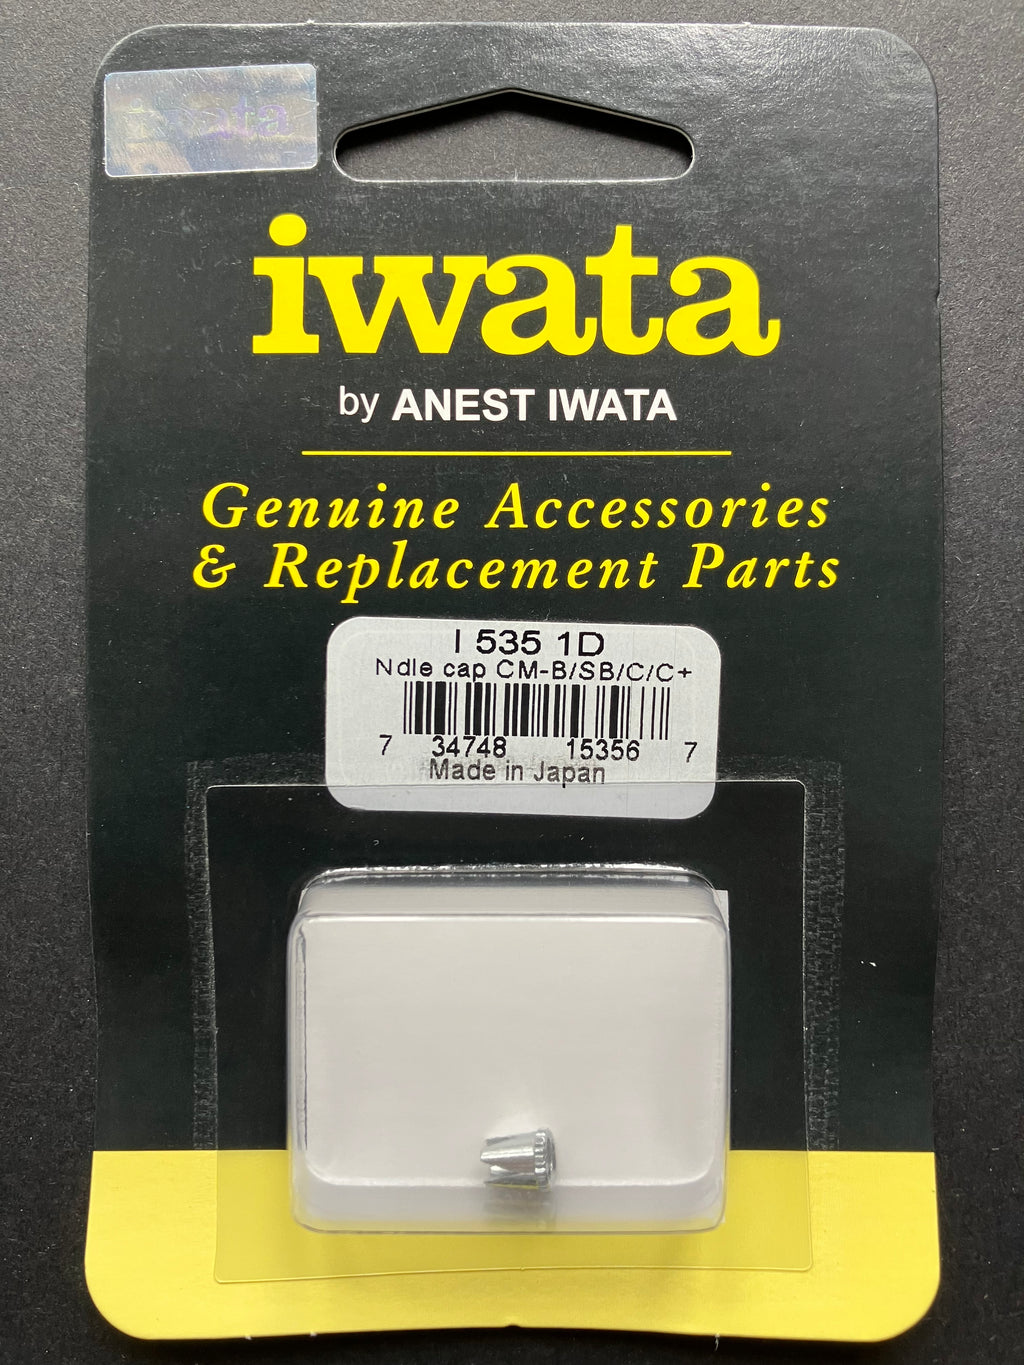 iwata
iwata
by ANEST IWATA
Genuine Accessories
& Replacement Parts
I 535 1D
Ndle cap CM-B/SB/C/C+
7 34748 15356 7
Made in Japan